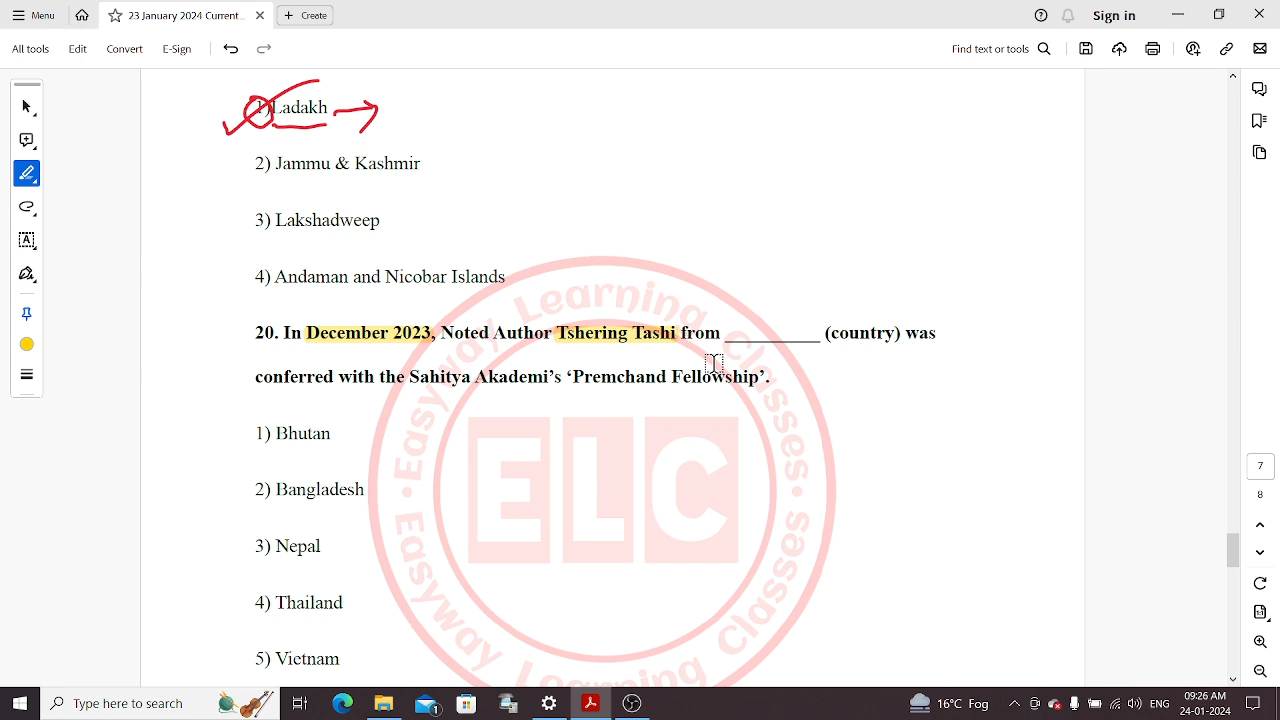 Menu
23 January 2024 Current...
Create
Sign in
All tools
Edit
Convert
E-Sign
Find text or tools
1) Ladakh
2) Jammu & Kashmir
3) Lakshadweep
4) Andaman and Nicobar Islands
20. In December 2023, Noted Author Tshering Tashi from ___________ (country) was
conferred with the Sahitya Akademi’s ‘Premchand Fellowship’.
1) Bhutan
2) Bangladesh
3) Nepal
4) Thailand
5) Vietnam
• Easyway Learning Classes •
ELC
Easyway Learning Classes
7
8
Type here to search
16°C Fog
ENG
09:26 AM
24-01-2024